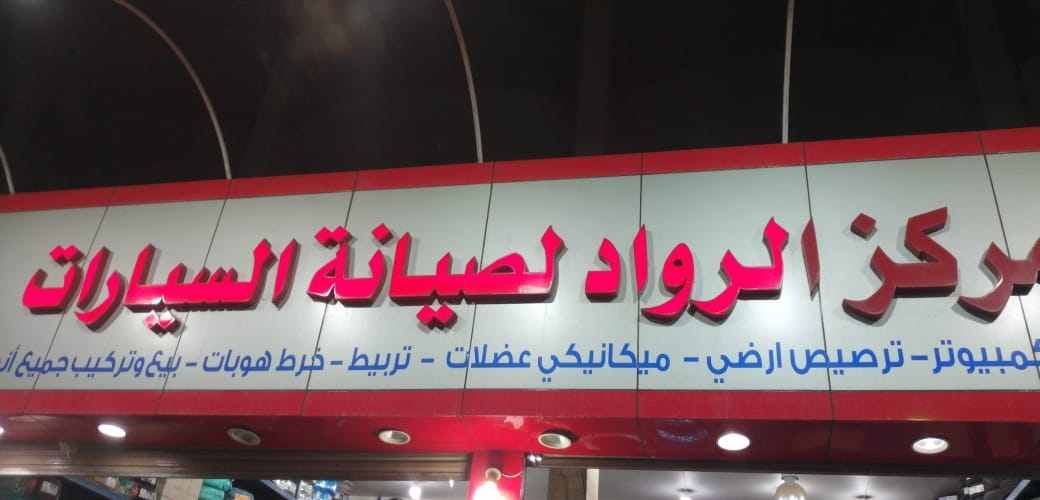 مركز الرواد لصيانة السيارات
كمبيوتر - ترصيص ارضي - ميكانيكي عضلات - تربيط - خرط هوبات - بيع وتركيب جميع